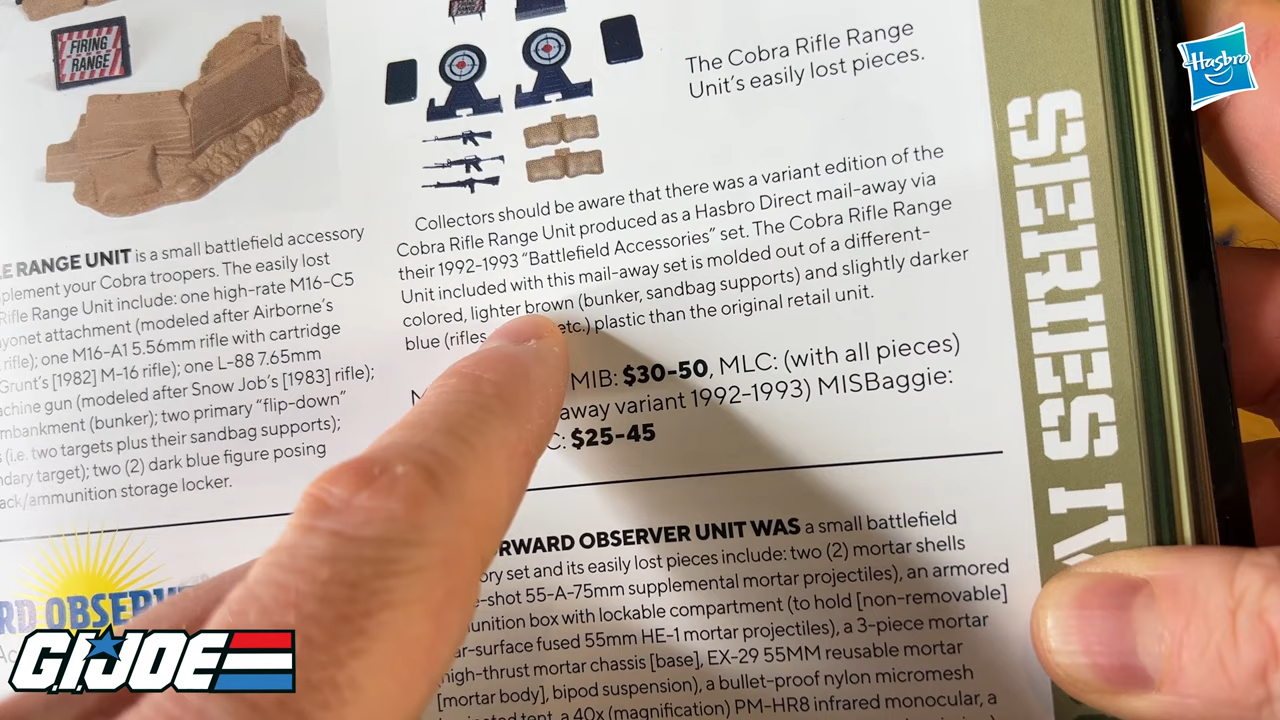 FIRING
RANGE
The Cobra Rifle Range
Unit's easily lost pieces.
Hasbro
SERIES IV
E RANGE UNIT is a small battlefield accessory
plement your Cobra troopers. The easily lost
Rifle Range Unit include: one high-rate M16-C5
yonet attachment (modeled after Airborne's
rifle); one M16-A1 5.56mm rifle with cartridge
Grunt's [1982] M-16 rifle); one L-88 7.65mm
achine gun (modeled after Snow Job's [1983] rifle);
mbankment (bunker); two primary "flip-down"
(i.e. two targets plus their sandbag supports);
ndary target); two (2) dark blue figure posing
ack/ammunition storage locker.
Collectors should be aware that there was a variant edition of the
Cobra Rifle Range Unit produced as a Hasbro Direct mail-away via
their 1992-1993 "Battlefield Accessories" set. The Cobra Rifle Range
Unit included with this mail-away set is molded out of a different-
colored, lighter brown (bunker, sandbag supports) and slightly darker
blue (rifles etc.) plastic than the original retail unit.
MIB: $30-50, MLC: (with all pieces)
away variant 1992-1993) MISBaggie:
C: $25-45
RD OBSERV
RWARD OBSERVER UNIT WAS a small battlefield
ory set and its easily lost pieces include: two (2) mortar shells
e-shot 55-A-75mm supplemental mortar projectiles), an armored
unition box with lockable compartment (to hold [non-removable]
ar-surface fused 55mm HE-1 mortar projectiles), a 3-piece mortar
high-thrust mortar chassis [base], EX-29 55MM reusable mortar
[mortar body], bipod suspension), a bullet-proof nylon micromesh
tent, a 40x (magnification) PM-HR8 infrared monocular, a
G.I. JOE